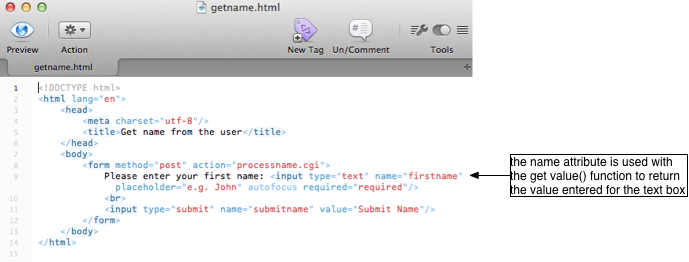 getname.html
Preview
Action
New Tag
Un/Comment
Tools
getname.html
1 <!DOCTYPE html>
2 <html lang="en">
3 <head>
4 <meta charset="utf-8"/>
5 <title>Get name from the user</title>
6 </head>
7 <body>
8 <form method="post" action="processname.cgi">
9 Please enter your first name: <input type="text" name="firstname"
placeholder="e.g. John" autofocus required="required"/>
10 <br>
11 <input type="submit" name="submitname" value="Submit Name"/>
12 </form>
13 </body>
14 </html>
15
the name attribute is used with
the get value() function to return
the value entered for the text box